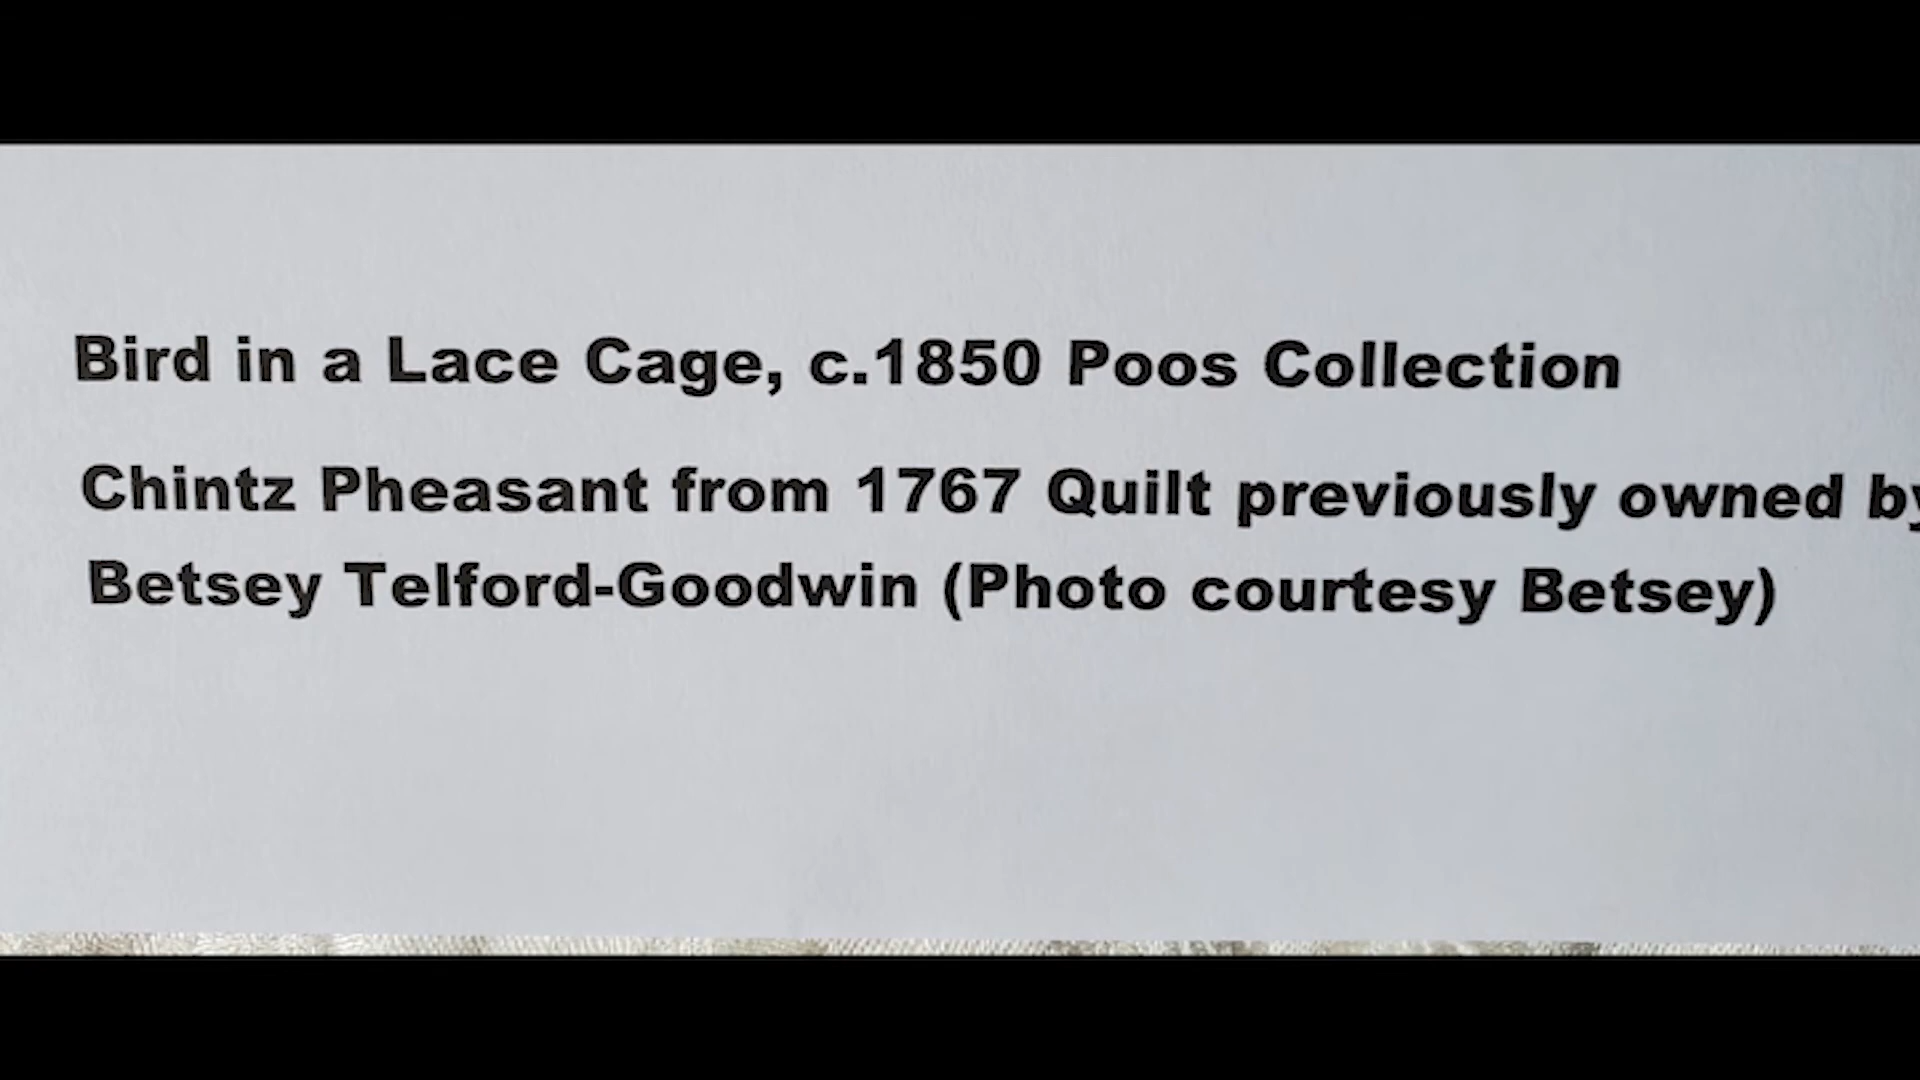 Bird in a Lace Cage, c.1850 Poos Collection
Chintz Pheasant from 1767 Quilt previously owned by
Betsey Telford-Goodwin (Photo courtesy Betsey)